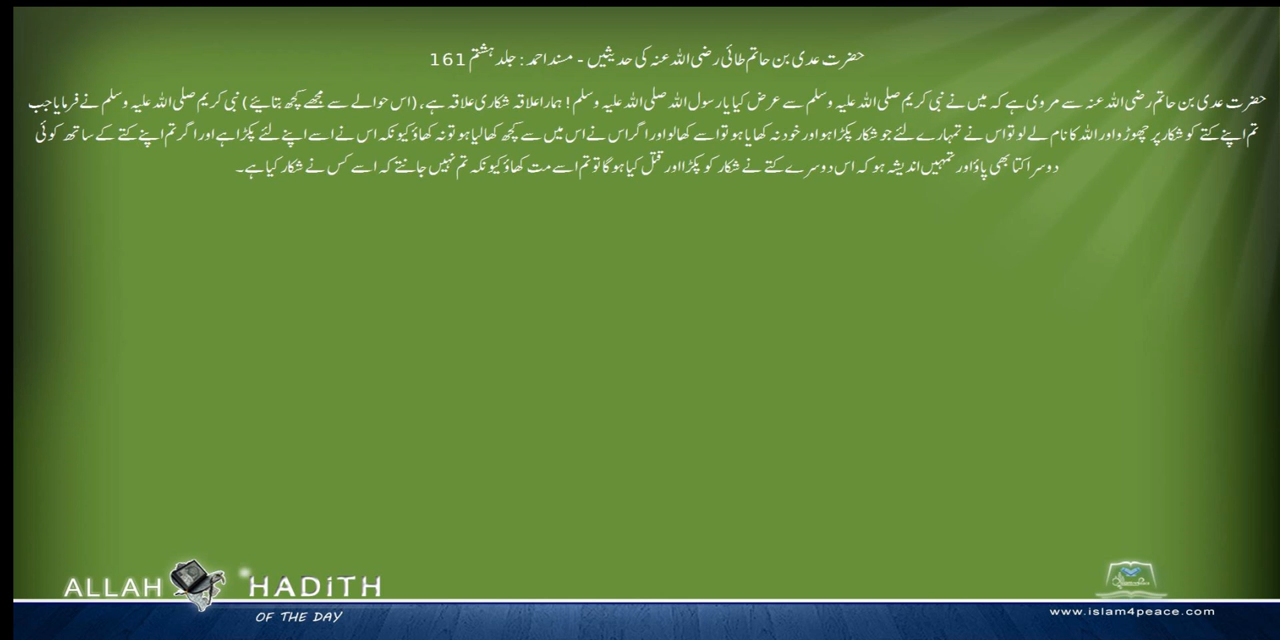 حضرت عدی بن حاتم طائی رضی اللہ عنہ کی حدیثیں - مسند احمد : جلد ہشتم 161
حضرت عدی بن حاتم رضی اللہ عنہ سے مروی ہے کہ میں نے نبی کریم صلی اللہ علیہ وسلم سے عرض کیا یا رسول اللہ صلی اللہ علیہ وسلم! ہمارا علاقہ شکاری علاقہ ہے، (اس حوالے سے مجھے کچھ بتایئے) نبی کریم صلی اللہ علیہ وسلم نے فرمایا جب
تم اپنے کتے کو شکار پر چھوڑو اور اللہ کا نام لے لو تو اس نے تمہارے لئے جو شکار پکڑا ہو اور خود نہ کھایا ہو تو اسے کھالو اور اگر اس نے اس میں سے کچھ کھالیا ہو تو نہ کھاؤ کیونکہ اس نے اسے اپنے لئے پکڑا ہے اور اگر تم اپنے کتے کے ساتھ کوئی
دوسرا کتا بھی پاؤ اور تمہیں اندیشہ ہو کہ اس دوسرے کتے نے شکار کو پکڑا اور قتل کیا ہوگا تو تم اسے مت کھاؤ کیونکہ تم نہیں جانتے کہ اسے کس نے شکار کیا ہے۔
ALLAH HADITH
OF THE DAY
www.islam4peace.com